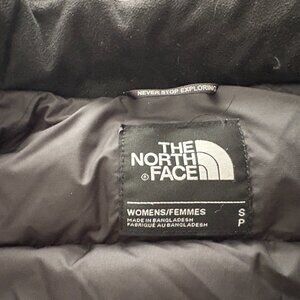 NEVER STOP EXPLORING
THE
NORTH
FACE
WOMENS/FEMMES S
MADE IN BANGLADESH P
FABRIQUÉ AU BANGLADESH